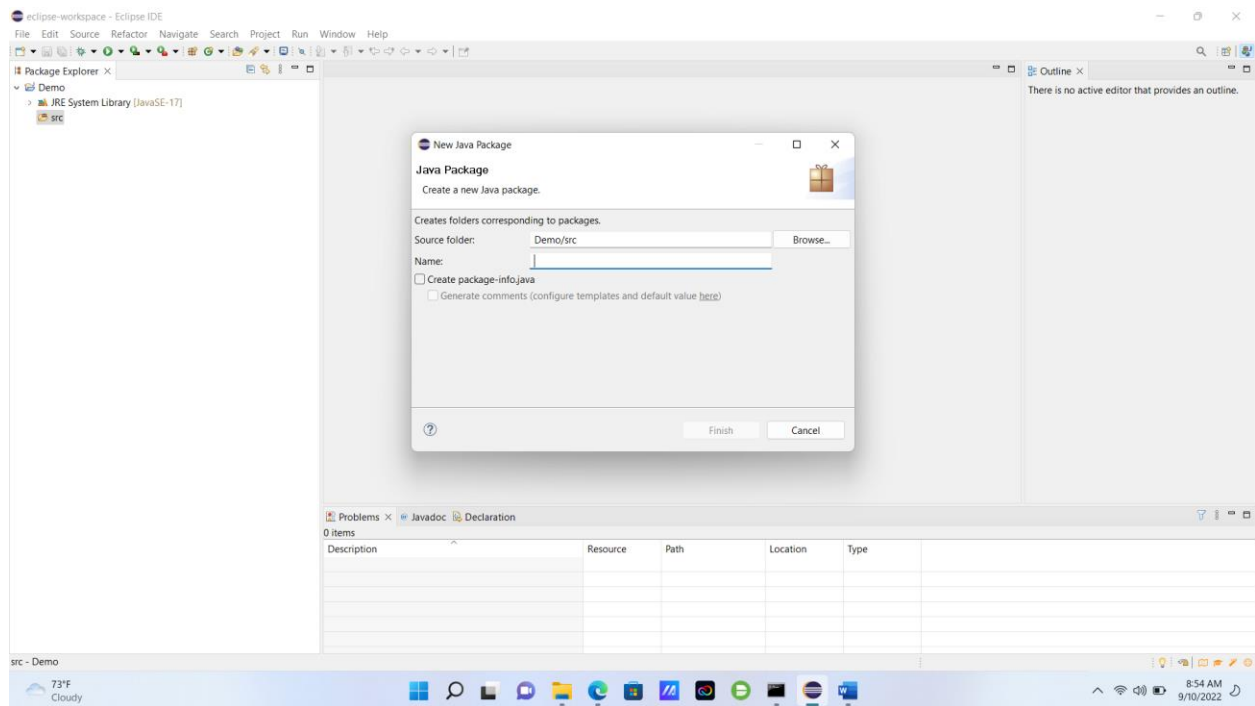 eclipse-workspace - Eclipse IDE
File Edit Source Refactor Navigate Search Project Run Window Help
Package Explorer
Outline
Demo
There is no active editor that provides an outline.
JRE System Library [JavaSE-17]
src
New Java Package
Java Package
Create a new Java package.
Creates folders corresponding to packages.
Source folder: Demo/src Browse...
Name:
Create package-info.java
Generate comments (configure templates and default value here)
Finish Cancel
Problems Javadoc Declaration
0 items
Description Resource Path Location Type
src - Demo
73°F
Cloudy
8:54 AM
9/10/2022